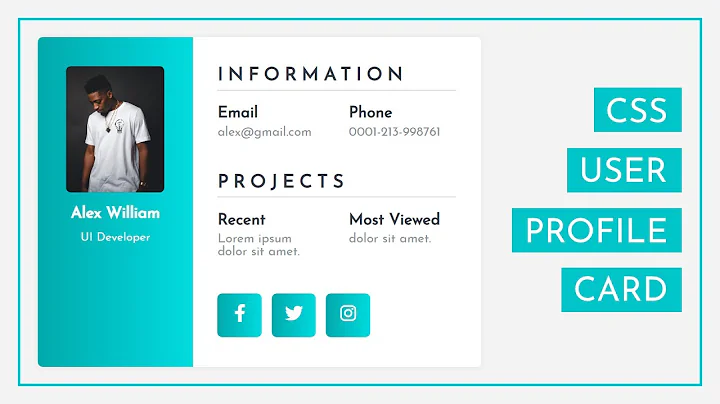 Alex William
UI Developer
INFORMATION
Email
alex@gmail.com
Phone
0001-213-998761
PROJECTS
Recent
Lorem ipsum
dolor sit amet.
Most Viewed
dolor sit amet.
CSS
USER
PROFILE
CARD